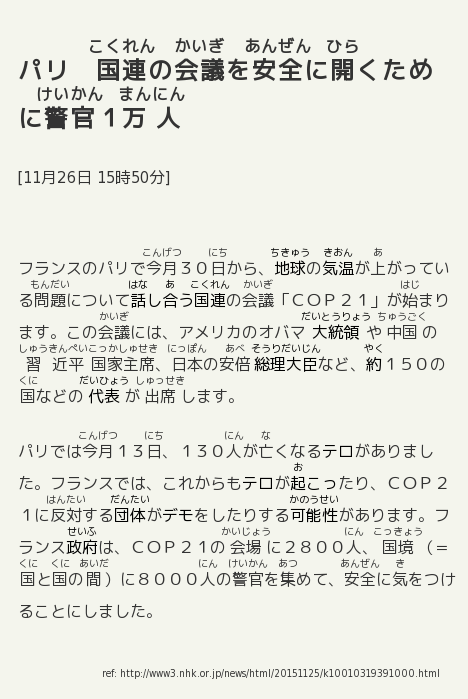 こくれん かいぎ あんぜん ひら
パリ 国連の会議を安全に開くため
けいかん まんにん
に警官１万 人
[11月26日 15時50分]
こんげつ にち ちきゅう きおん あ
フランスのパリで今月３０日から、地球の気温が上がってい
もんだい はな あ こくれん かいぎ はじ
る問題について話し合う国連の会議「ＣＯＰ２１」が始まり
かいぎ だいとうりょう ちゅうごく
ます。この会議には、アメリカのオバマ 大統領 や 中国 の
しゅうきんぺいこっかしゅせき にっぽん あべ そうりだいじん やく
習 近平 国家主席、日本の安倍 総理大臣など、約１５０の
くに だいひょう しゅっせき
国などの 代表 が 出席 します。
こんげつ にち にん な
パリでは今月１３日、１３０人が亡くなるテロがありまし
お
た。フランスでは、これからもテロが起こったり、ＣＯＰ２
はんたい だんたい かのうせい
１に反対する団体がデモをしたりする可能性があります。フ
せいふ かいじょう にん こっきょう
ランス政府は、ＣＯＰ２１の 会場 に２８００人、 国境 （＝
くに くに あいだ にん けいかん あつ あんぜん き
国と国の 間 ）に８０００人の警官を集めて、安全に気をつけ
ることにしました。
ref: http://www3.nhk.or.jp/news/html/20151125/k10010319391000.html